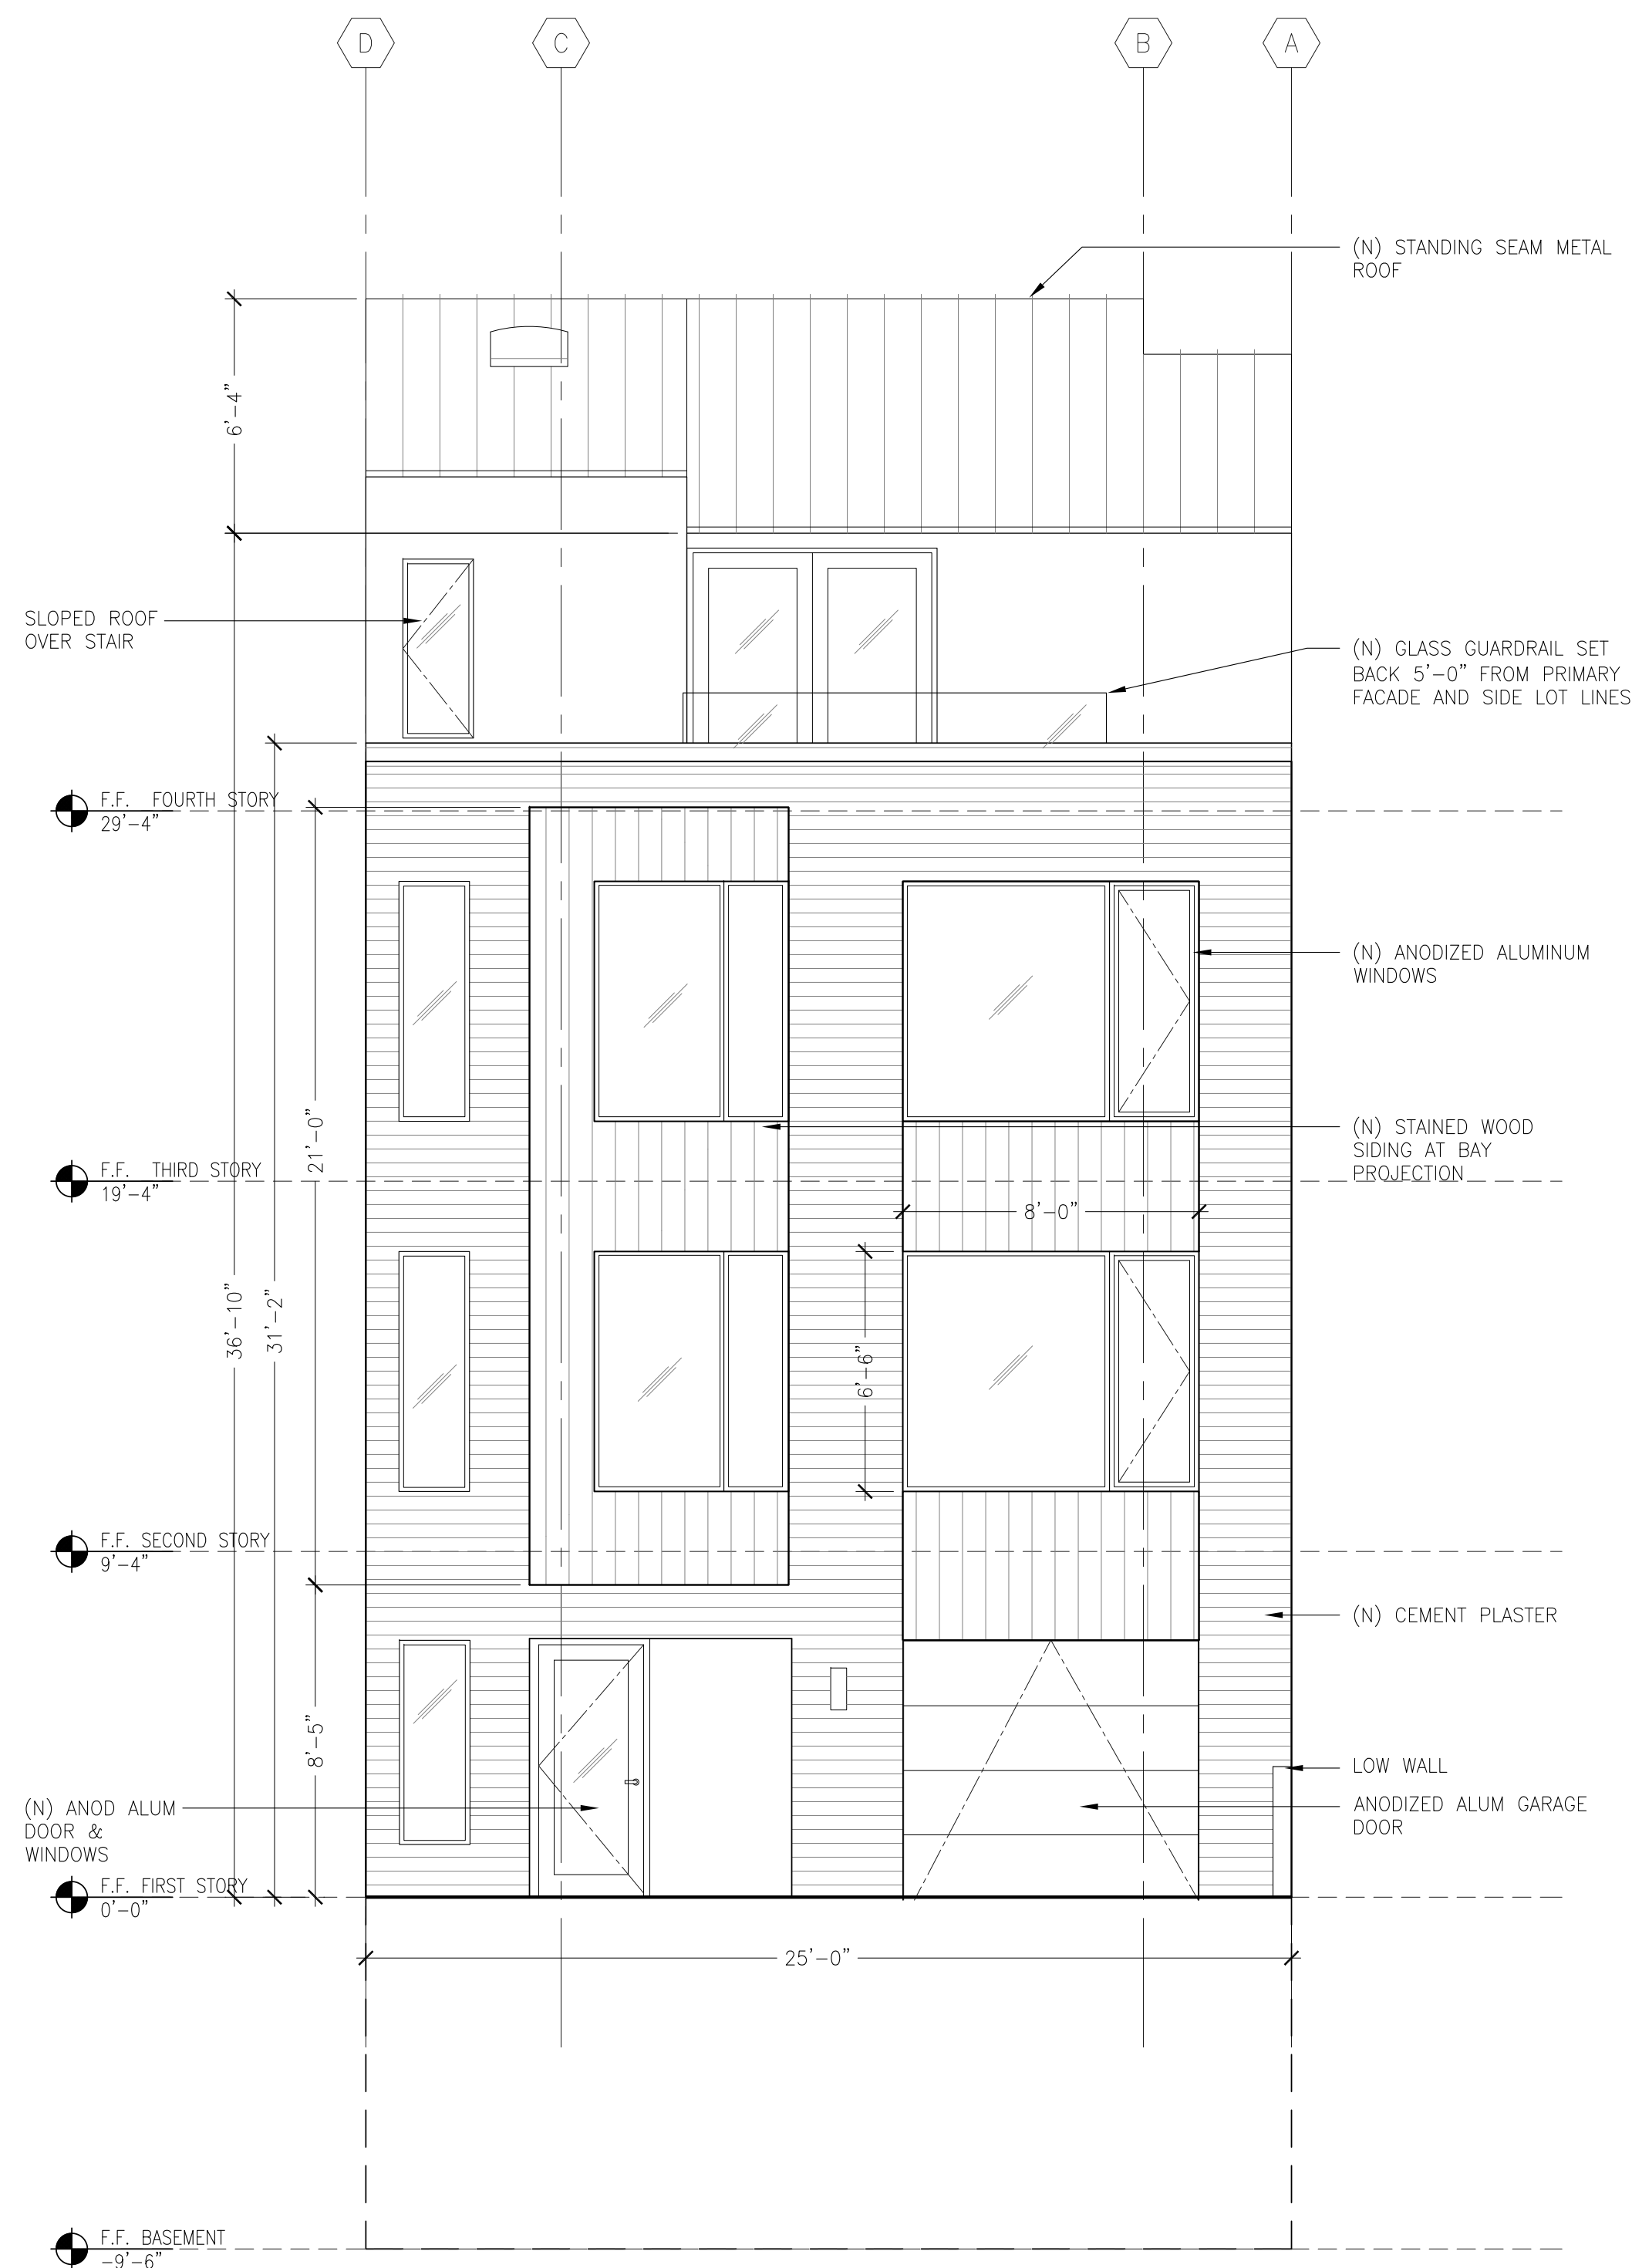 D
C
B
A
(N) STANDING SEAM METAL
ROOF
6'-4"
SLOPED ROOF
OVER STAIR
(N) GLASS GUARDRAIL SET
BACK 5'-0" FROM PRIMARY
FACADE AND SIDE LOT LINES
F.F. FOURTH STORY
29'-4"
(N) ANODIZED ALUMINUM
WINDOWS
21'-0"
(N) STAINED WOOD
SIDING AT BAY
PROJECTION
F.F. THIRD STORY
19'-4"
8'-0"
36'-10"
31'-2"
6'-6"
F.F. SECOND STORY
9'-4"
(N) CEMENT PLASTER
8'-5"
LOW WALL
(N) ANOD ALUM
DOOR &
WINDOWS
ANODIZED ALUM GARAGE
DOOR
F.F. FIRST STORY
0'-0"
25'-0"
F.F. BASEMENT
-9'-6"